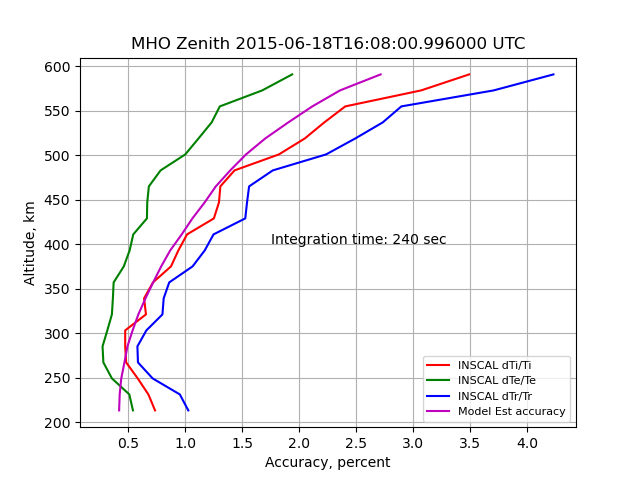 MHO Zenith 2015-06-18T16:08:00.996000 UTC
600
550
500
450
400
350
300
250
200
Altitude, km
Integration time: 240 sec
INSCAL dTi/Ti
INSCAL dTe/Te
INSCAL dTr/Tr
Model Est accuracy
0.5 1.0 1.5 2.0 2.5 3.0 3.5 4.0
Accuracy, percent